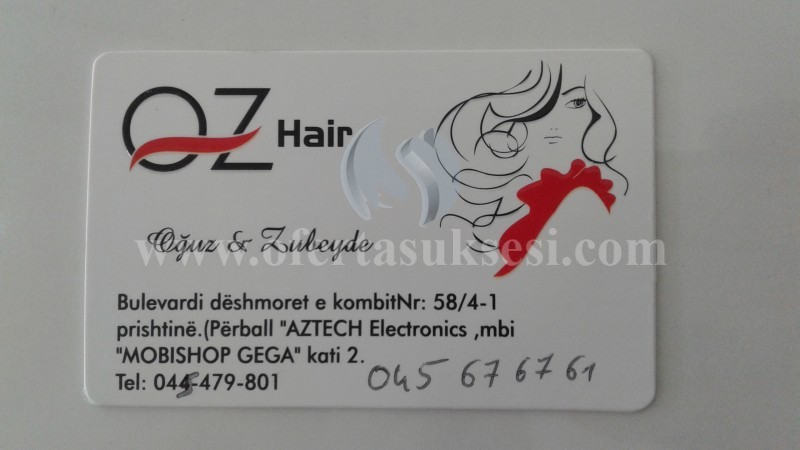 OZ Hair
Oğuz & Zubeyde
www.ofertasuksesi.com
Bulevardi dëshmoret e kombitNr: 58/4-1
prishtinë.(Përball "AZTECH Electronics ,mbi
"MOBISHOP GEGA" kati 2.
Tel: 045-479-801
045 676761